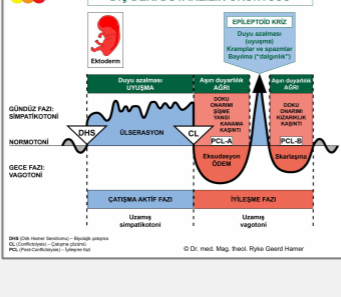 EPİLEPTOİD KRİZ
Duyu azalması
(uyuşma)
Kramplar ve spazmlar
Bayılma ("dalgınlık")
Ektoderm
Duyu azalması
UYUŞMA
Aşırı duyarlılık
AĞRI
Aşırı duyarlılık
AĞRI
GÜNDÜZ FAZI:
SİMPATİKOTONİ
DOKU
ONARIMI
ŞİŞME
YANGI
KANAMA
KAŞINTI
DOKU
ONARIMI
KIZARIKLIK
KAŞINTI
DHS
ÜLSERASYON
CL
PCL-A
PCL-B
NORMOTONİ
GECE FAZI:
VAGOTONİ
Eksudasyon
ÖDEM
Skarlaşma
ÇATIŞMA AKTİF FAZI
İYİLEŞME FAZI
Uzamış
simpatikotoni
Uzamış
vagotoni
DHS (Dirk Hamer Sendromu) – Biyolojik çatışma
CL (Conflictolysis) – Çatışma çözümü
PCL (Post-Conflictolysis) – İyileşme fazı
© Dr. med. Mag. theol. Ryke Geerd Hamer